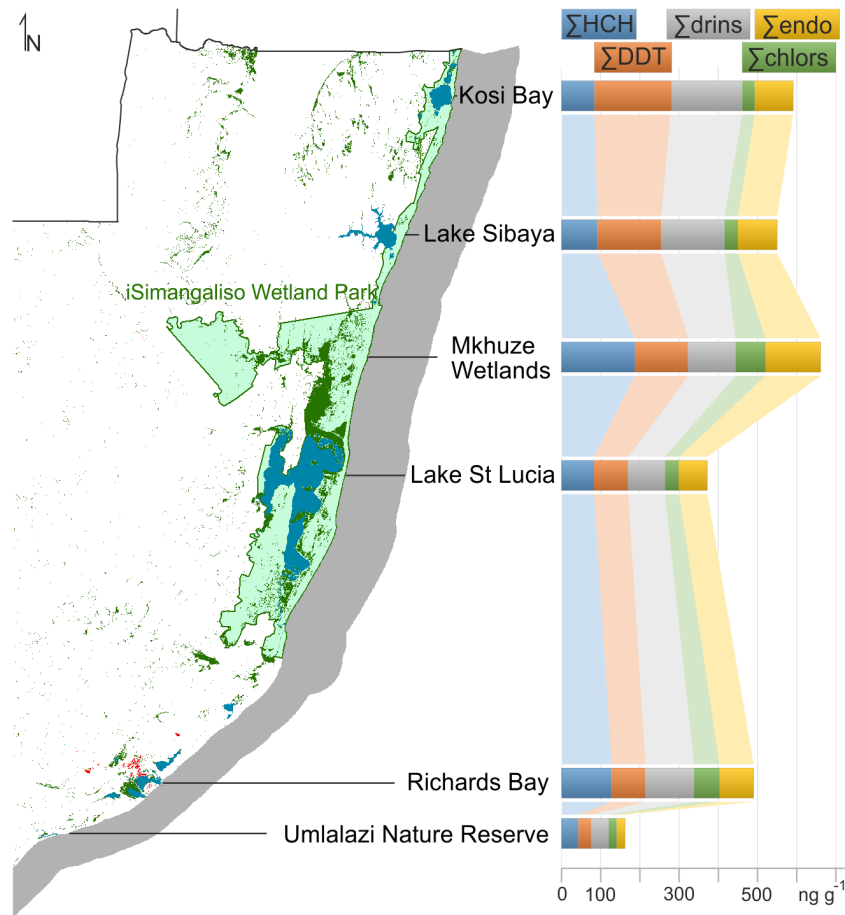 N
∑HCH
∑drins
∑endo
∑DDT
∑chlors
Kosi Bay
Lake Sibaya
iSimangaliso Wetland Park
Mkhuze
Wetlands
Lake St Lucia
Richards Bay
Umlalazi Nature Reserve
0 100 300 500 ng g⁻¹